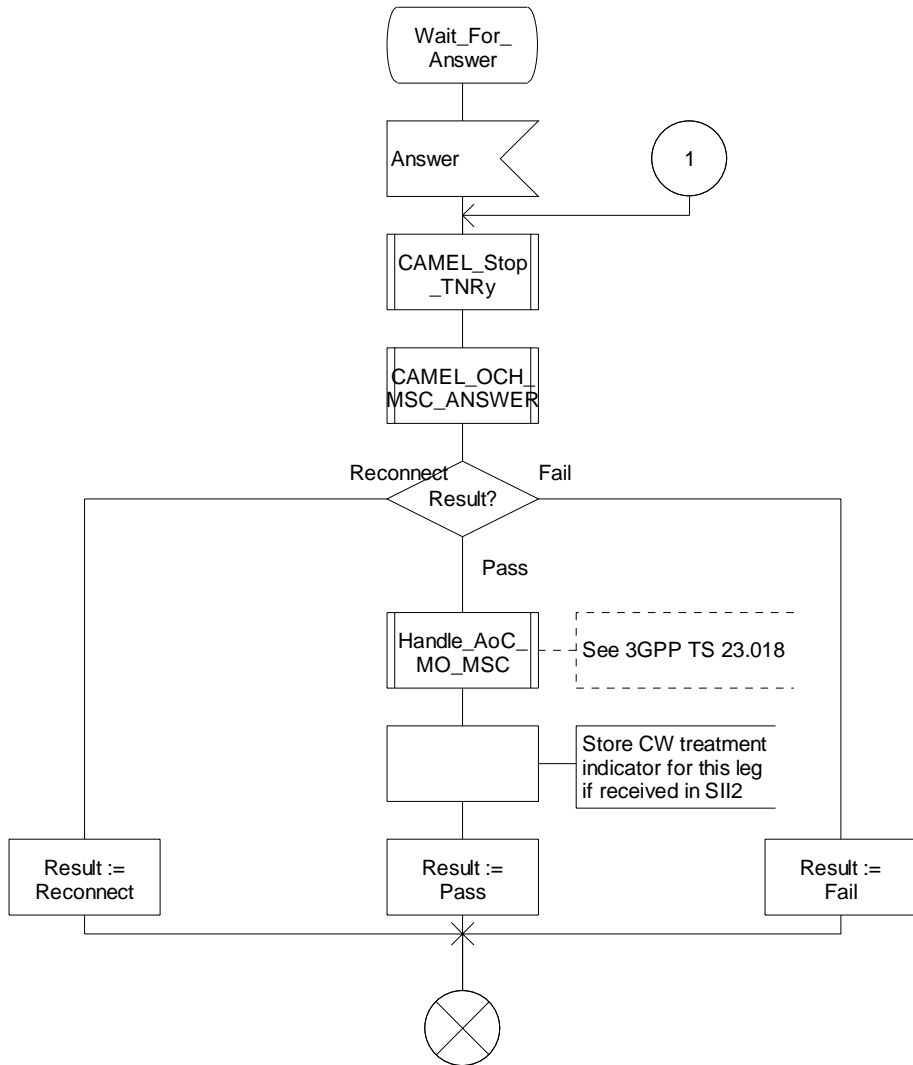 Wait_For_
Answer
Answer
1
CAMEL_Stop
_TNRy
CAMEL_OCH_
MSC_ANSWER
Reconnect
Fail
Result?
Pass
Handle_AoC_
MO_MSC
See 3GPP TS 23.018
Store CW treatment
indicator for this leg
if received in SII2
Result :=
Reconnect
Result :=
Pass
Result :=
Fail